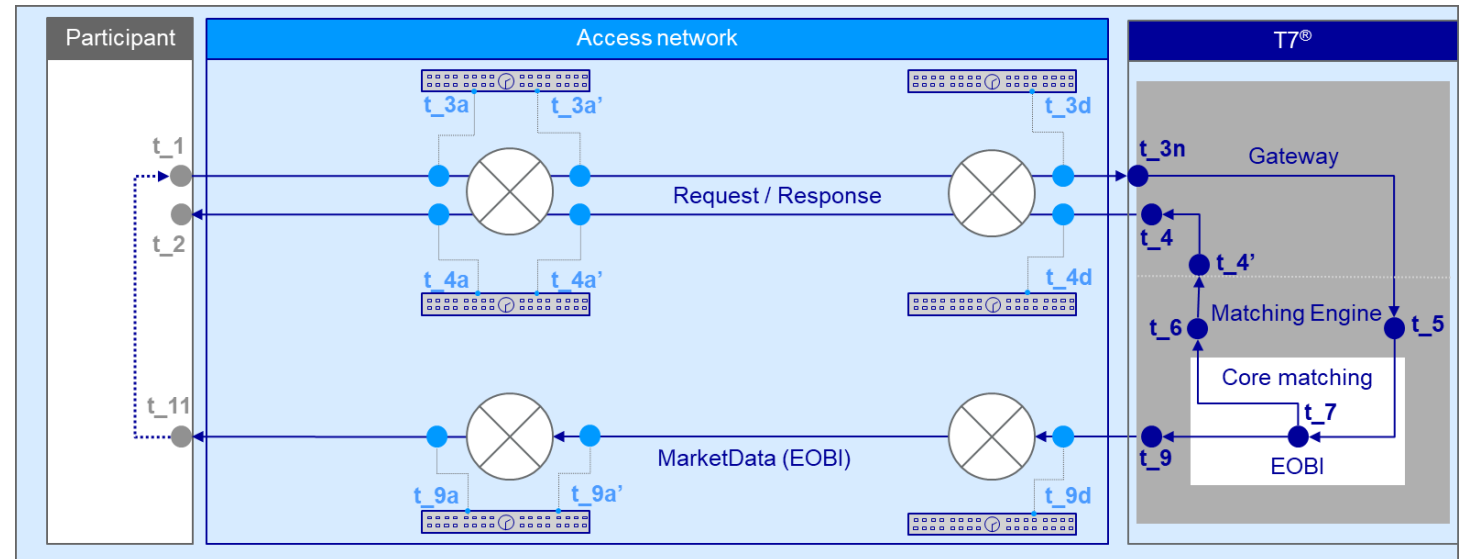 Participant
Access network
T7®
t_3a
t_3a’
t_3d
t_1
t_3n
Gateway
Request / Response
t_2
t_4
t_4a
t_4a’
t_4d
t_4’
Matching Engine
t_6
t_5
Core matching
t_11
t_7
MarketData (EOBI)
t_9
EOBI
t_9a
t_9a’
t_9d